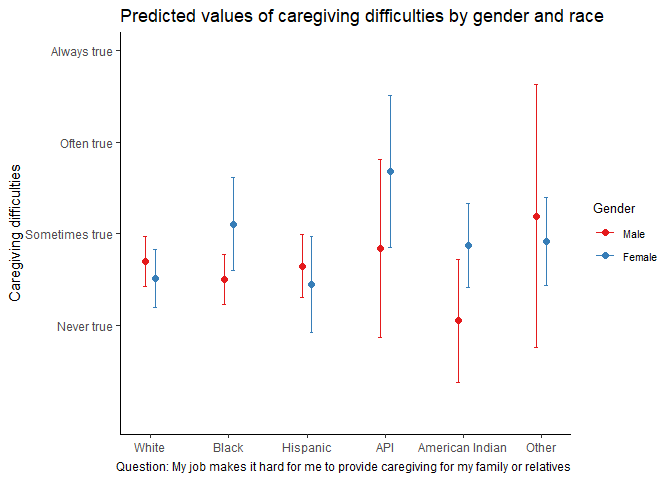 Predicted values of caregiving difficulties by gender and race
Caregiving difficulties
Always true
Often true
Sometimes true
Never true
White
Black
Hispanic
API
American Indian
Other
Question: My job makes it hard for me to provide caregiving for my family or relatives
Gender
Male
Female